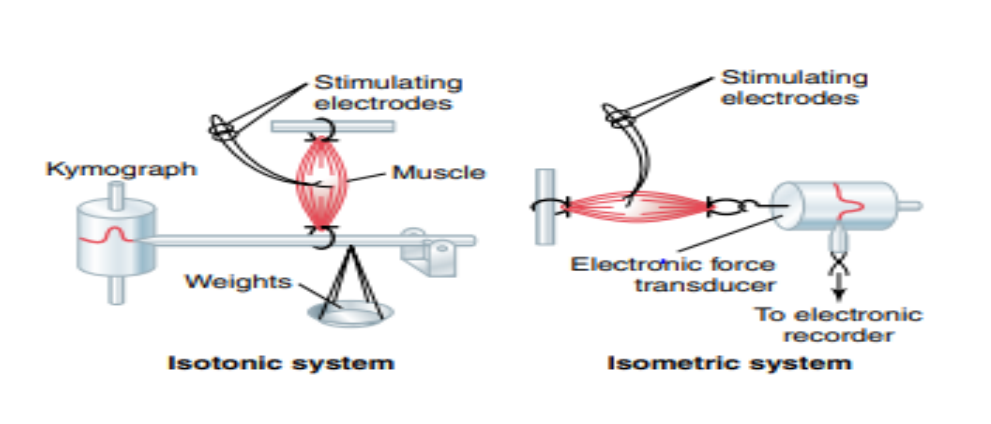 Stimulating
electrodes
Kymograph
Muscle
Weights
Isotonic system
Stimulating
electrodes
Electronic force
transducer
To electronic
recorder
Isometric system